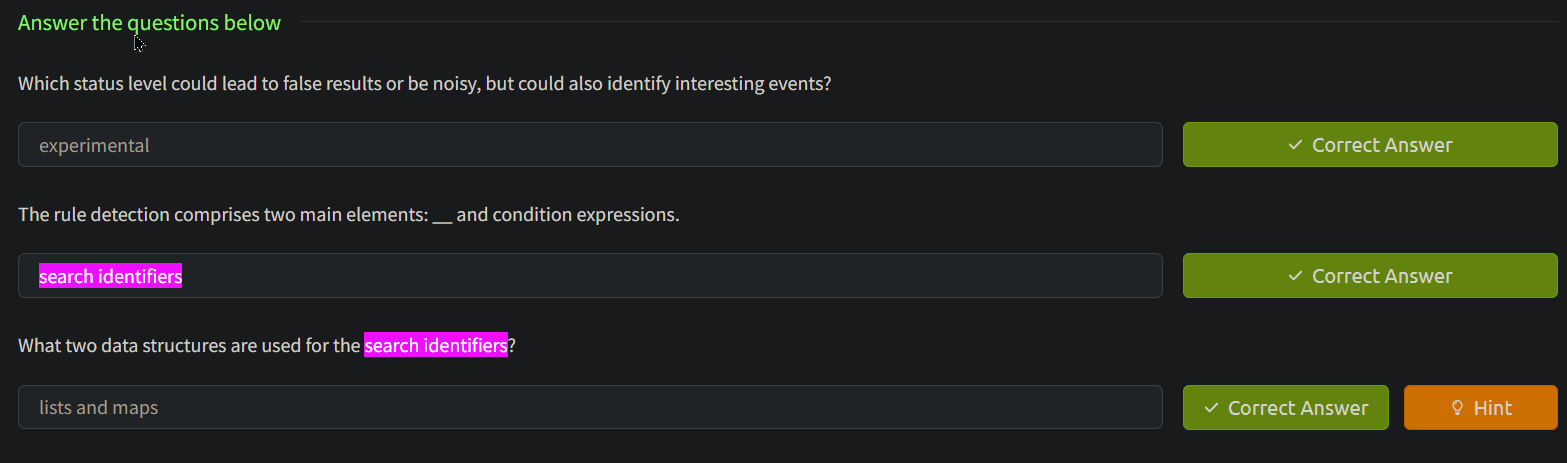 Answer the questions below
Which status level could lead to false results or be noisy, but could also identify interesting events?
experimental
Correct Answer
The rule detection comprises two main elements: __ and condition expressions.
search identifiers
Correct Answer
What two data structures are used for the search identifiers?
lists and maps
Correct Answer
Hint